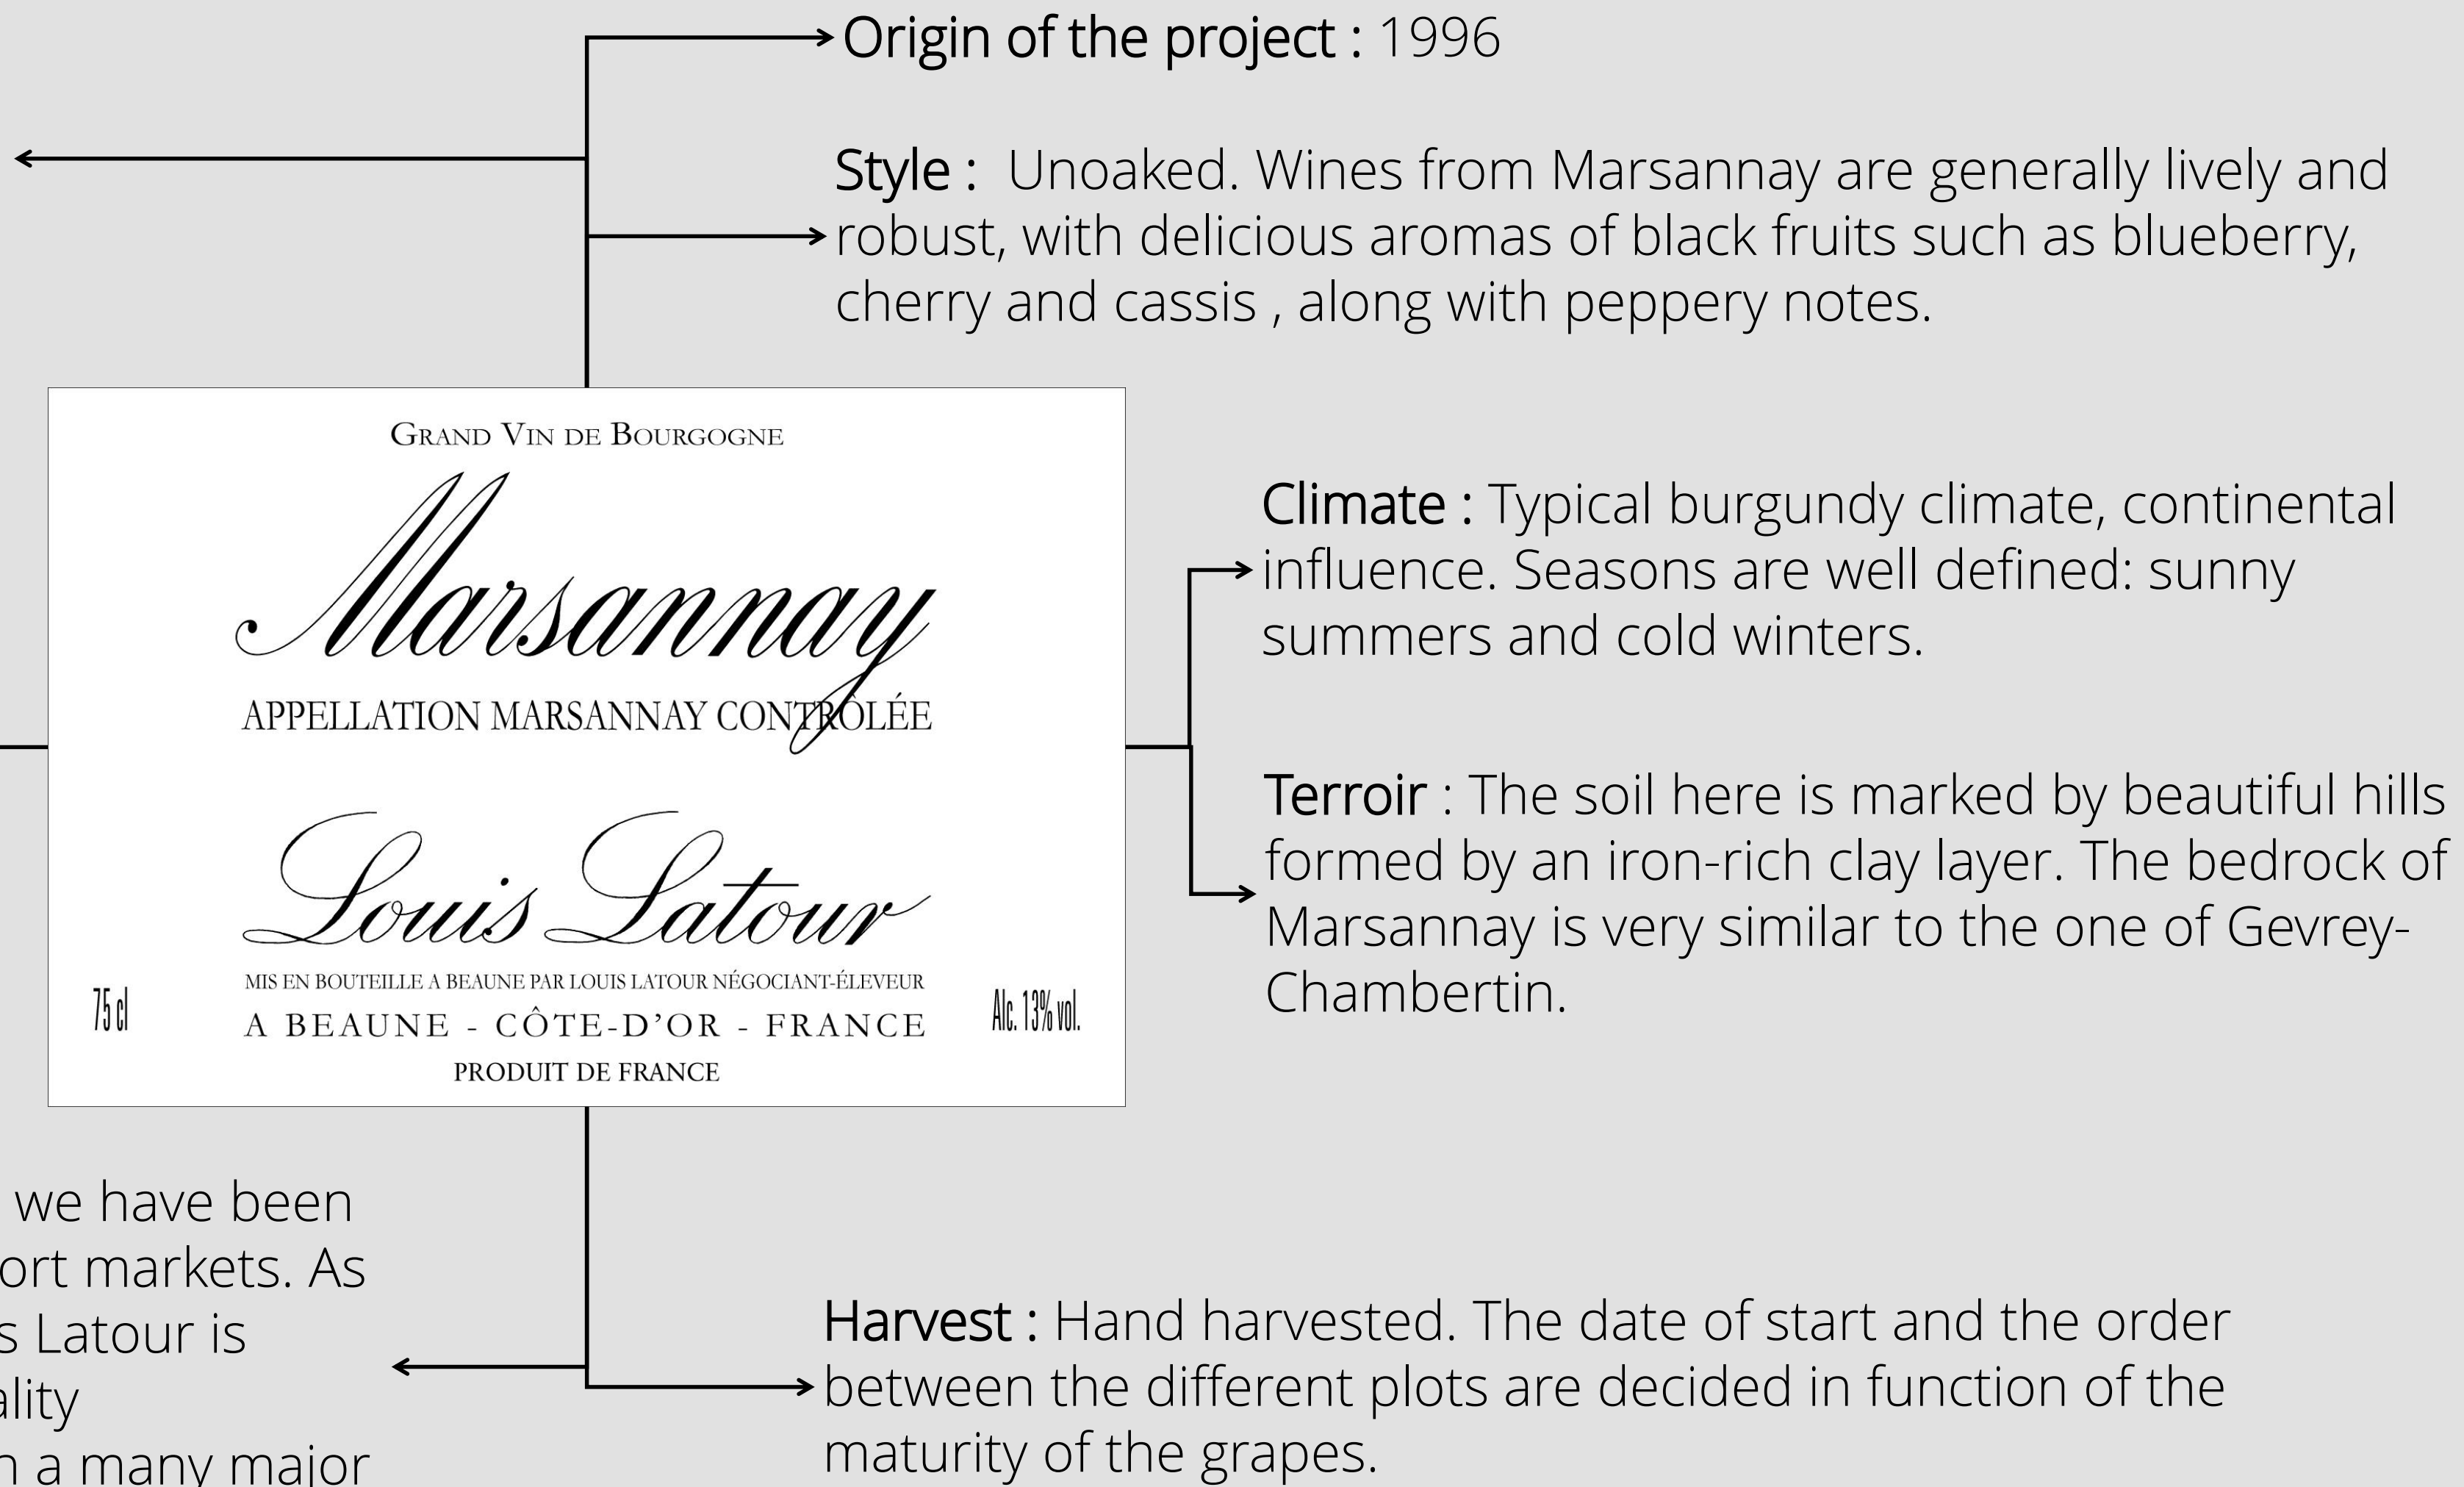 Origin of the project : 1996
Style : Unoaked. Wines from Marsannay are generally lively and
robust, with delicious aromas of black fruits such as blueberry,
cherry and cassis , along with peppery notes.
GRAND VIN DE BOURGOGNE
Marsannay
APPELLATION MARSANNAY CONTRÔLÉE
Louis Latour
MIS EN BOUTEILLE A BEAUNE PAR LOUIS LATOUR NÉGOCIANT-ÉLEVEUR
75 cl
Alc. 13% vol.
A BEAUNE - CÔTE-D'OR - FRANCE
PRODUIT DE FRANCE
Climate : Typical burgundy climate, continental
influence. Seasons are well defined: sunny
summers and cold winters.
Terroir : The soil here is marked by beautiful hills
formed by an iron-rich clay layer. The bedrock of
Marsannay is very similar to the one of Gevrey-
Chambertin.
we have been
ort markets. As
s Latour is
ality
n a many major
Harvest : Hand harvested. The date of start and the order
between the different plots are decided in function of the
maturity of the grapes.